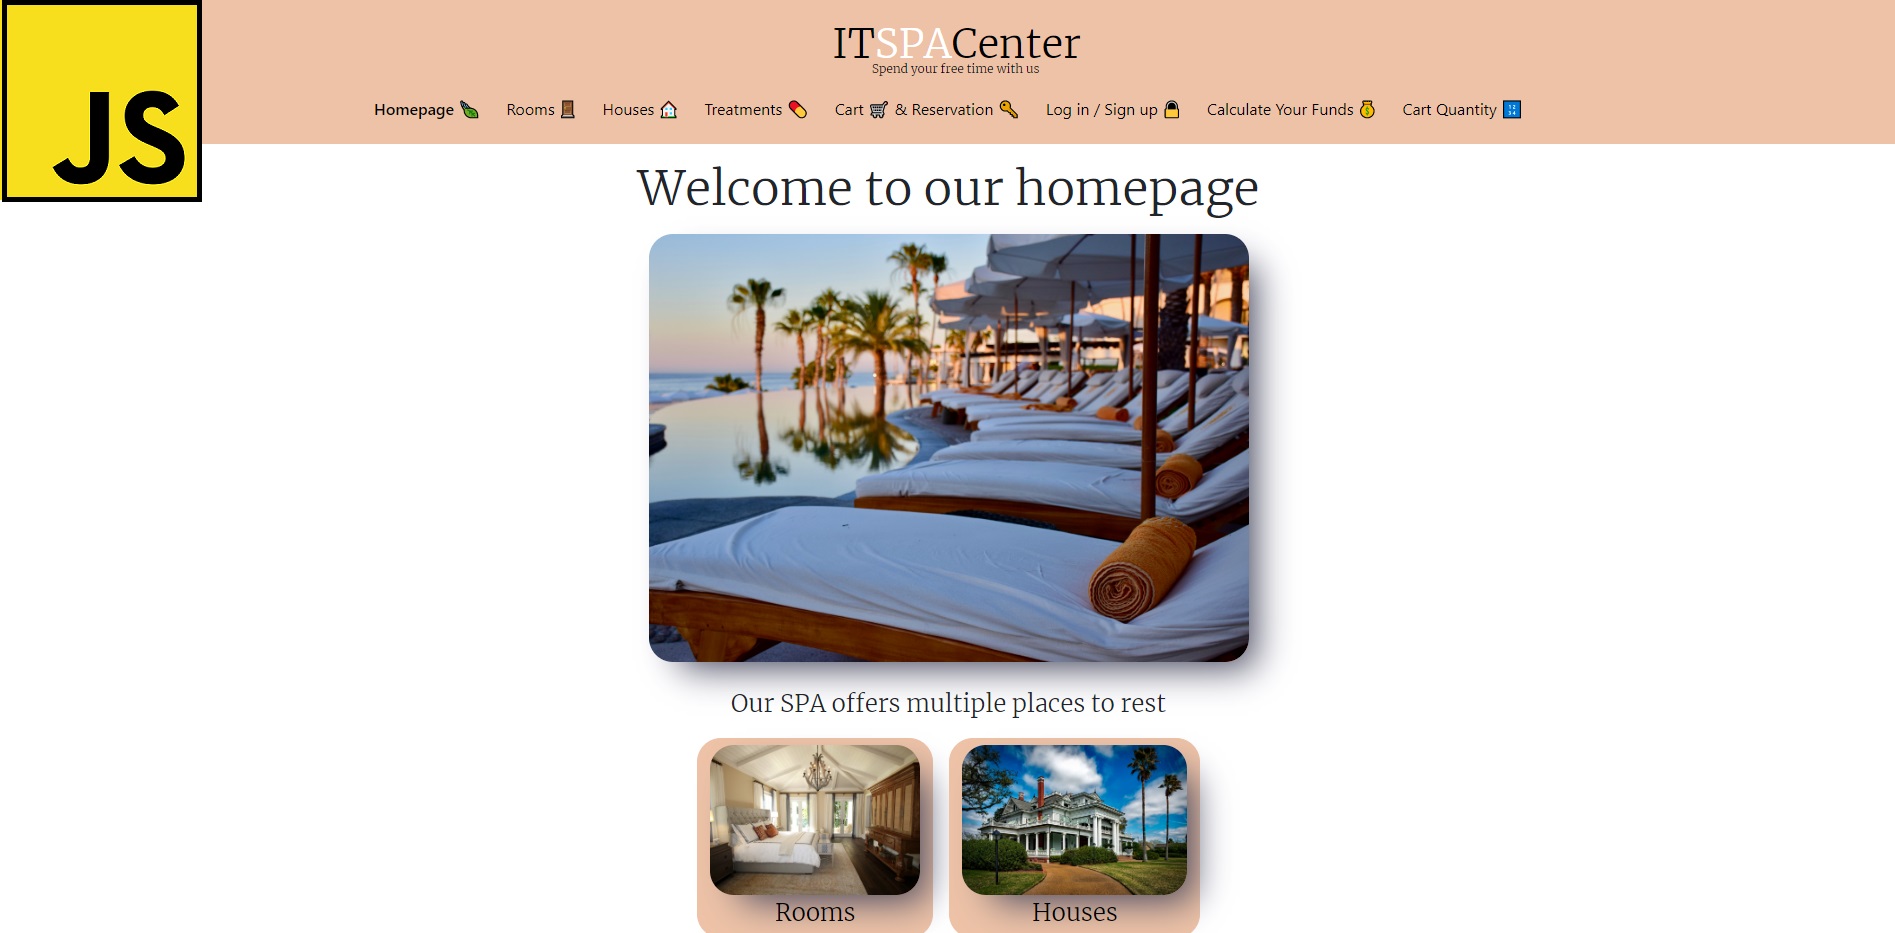 JS
ITSPACenter
Spend your free time with us
Homepage Rooms Houses Treatments Cart & Reservation Log in / Sign up Calculate Your Funds Cart Quantity
Welcome to our homepage
Our SPA offers multiple places to rest
Rooms Houses